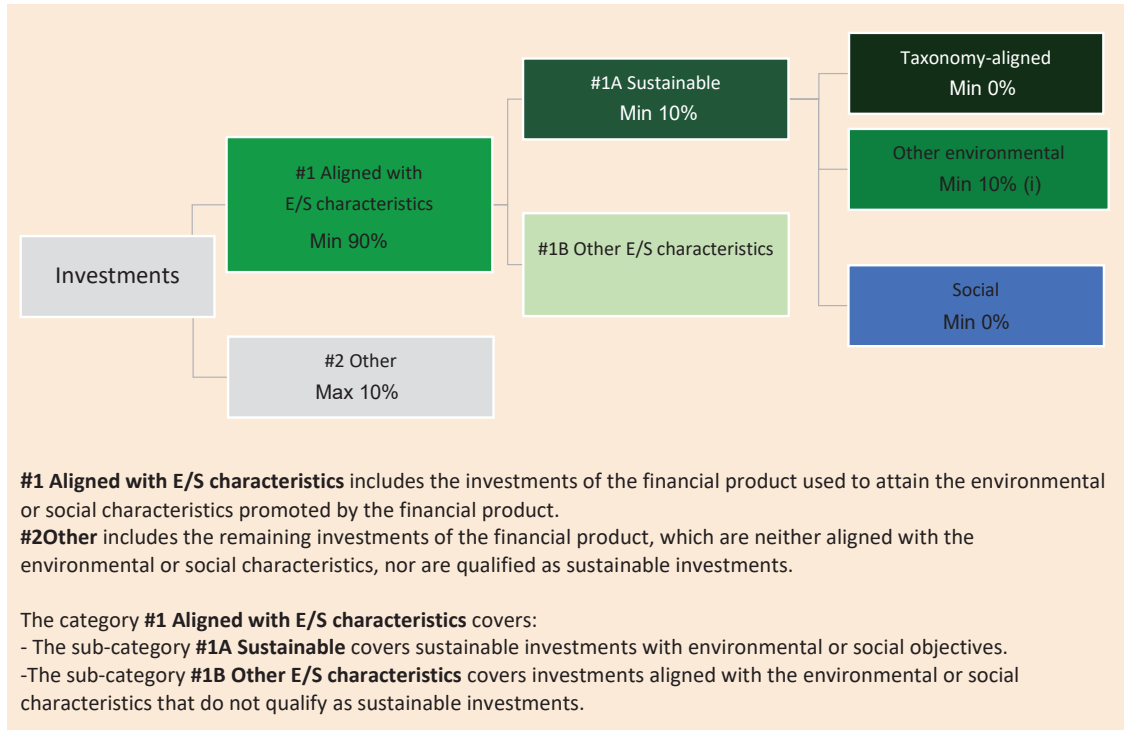 Investments
#1 Aligned with
E/S characteristics
Min 90%
#2 Other
Max 10%
#1A Sustainable
Min 10%
#1B Other E/S characteristics
Taxonomy-aligned
Min 0%
Other environmental
Min 10% (i)
Social
Min 0%
#1 Aligned with E/S characteristics includes the investments of the financial product used to attain the environmental
or social characteristics promoted by the financial product.
#2Other includes the remaining investments of the financial product, which are neither aligned with the
environmental or social characteristics, nor are qualified as sustainable investments.
The category #1 Aligned with E/S characteristics covers:
- The sub-category #1A Sustainable covers sustainable investments with environmental or social objectives.
-The sub-category #1B Other E/S characteristics covers investments aligned with the environmental or social
characteristics that do not qualify as sustainable investments.